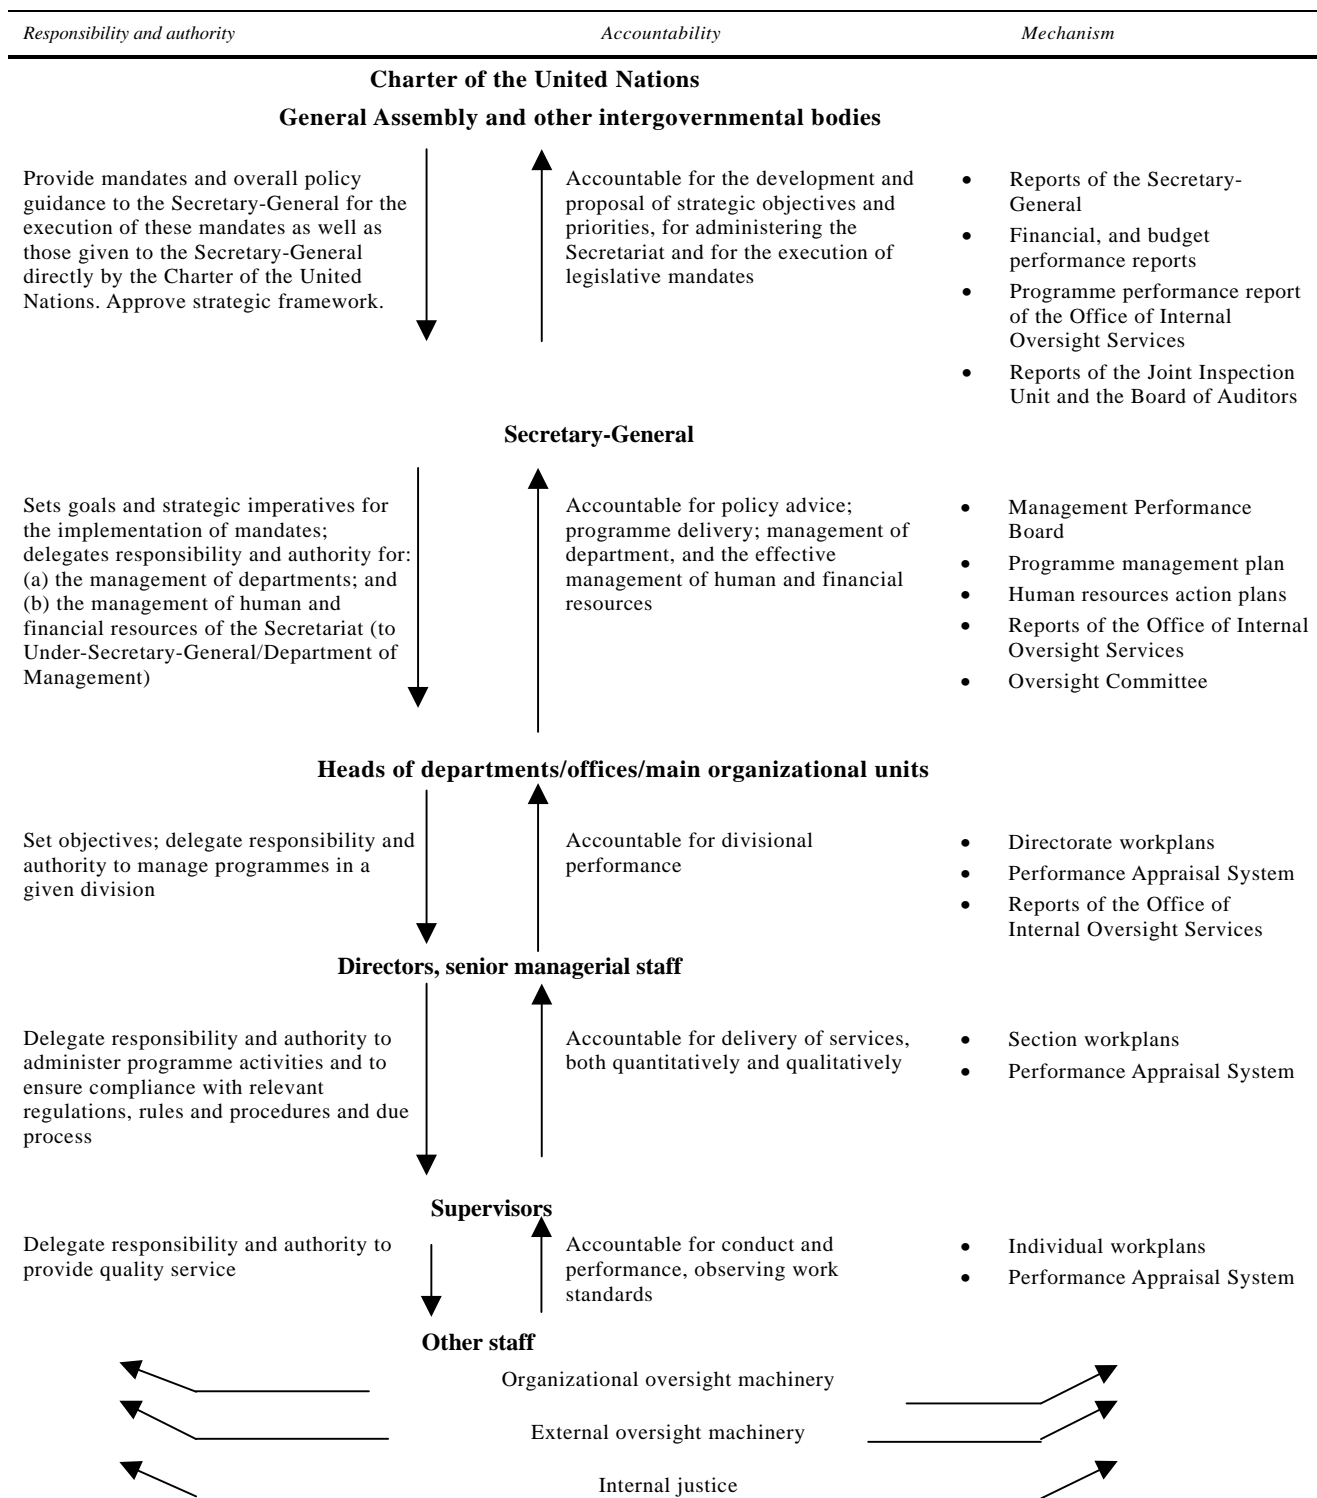 Responsibility and authority
Accountability
Mechanism
Charter of the United Nations
General Assembly and other intergovernmental bodies
Provide mandates and overall policy
guidance to the Secretary-General for the
execution of these mandates as well as
those given to the Secretary-General
directly by the Charter of the United
Nations. Approve strategic framework.
Accountable for the development and
proposal of strategic objectives and
priorities, for administering the
Secretariat and for the execution of
legislative mandates
• Reports of the Secretary-
General
• Financial, and budget
performance reports
• Programme performance report
of the Office of Internal
Oversight Services
• Reports of the Joint Inspection
Unit and the Board of Auditors
Secretary-General
Sets goals and strategic imperatives for
the implementation of mandates;
delegates responsibility and authority for:
(a) the management of departments; and
(b) the management of human and
financial resources of the Secretariat (to
Under-Secretary-General/Department of
Management)
Accountable for policy advice;
programme delivery; management of
department, and the effective
management of human and financial
resources
• Management Performance
Board
• Programme management plan
• Human resources action plans
• Reports of the Office of Internal
Oversight Services
• Oversight Committee
Heads of departments/offices/main organizational units
Set objectives; delegate responsibility and
authority to manage programmes in a
given division
Accountable for divisional
performance
• Directorate workplans
• Performance Appraisal System
• Reports of the Office of
Internal Oversight Services
Directors, senior managerial staff
Delegate responsibility and authority to
administer programme activities and to
ensure compliance with relevant
regulations, rules and procedures and due
process
Accountable for delivery of services,
both quantitatively and qualitatively
• Section workplans
• Performance Appraisal System
Supervisors
Delegate responsibility and authority to
provide quality service
Accountable for conduct and
performance, observing work
standards
• Individual workplans
• Performance Appraisal System
Other staff
Organizational oversight machinery
External oversight machinery
Internal justice